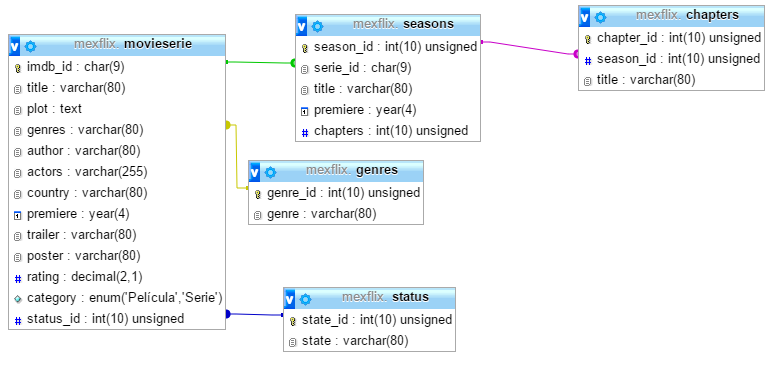 mexflix. movieserie
imdb_id : char(9)
title : varchar(80)
plot : text
genres : varchar(80)
author : varchar(80)
actors : varchar(255)
country : varchar(80)
premiere : year(4)
trailer : varchar(80)
poster : varchar(80)
rating : decimal(2,1)
category : enum('Película','Serie')
status_id : int(10) unsigned
mexflix. seasons
season_id : int(10) unsigned
serie_id : char(9)
title : varchar(80)
premiere : year(4)
chapters : int(10) unsigned
mexflix. chapters
chapter_id : int(10) unsigned
season_id : int(10) unsigned
title : varchar(80)
mexflix. genres
genre_id : int(10) unsigned
genre : varchar(80)
mexflix. status
state_id : int(10) unsigned
state : varchar(80)